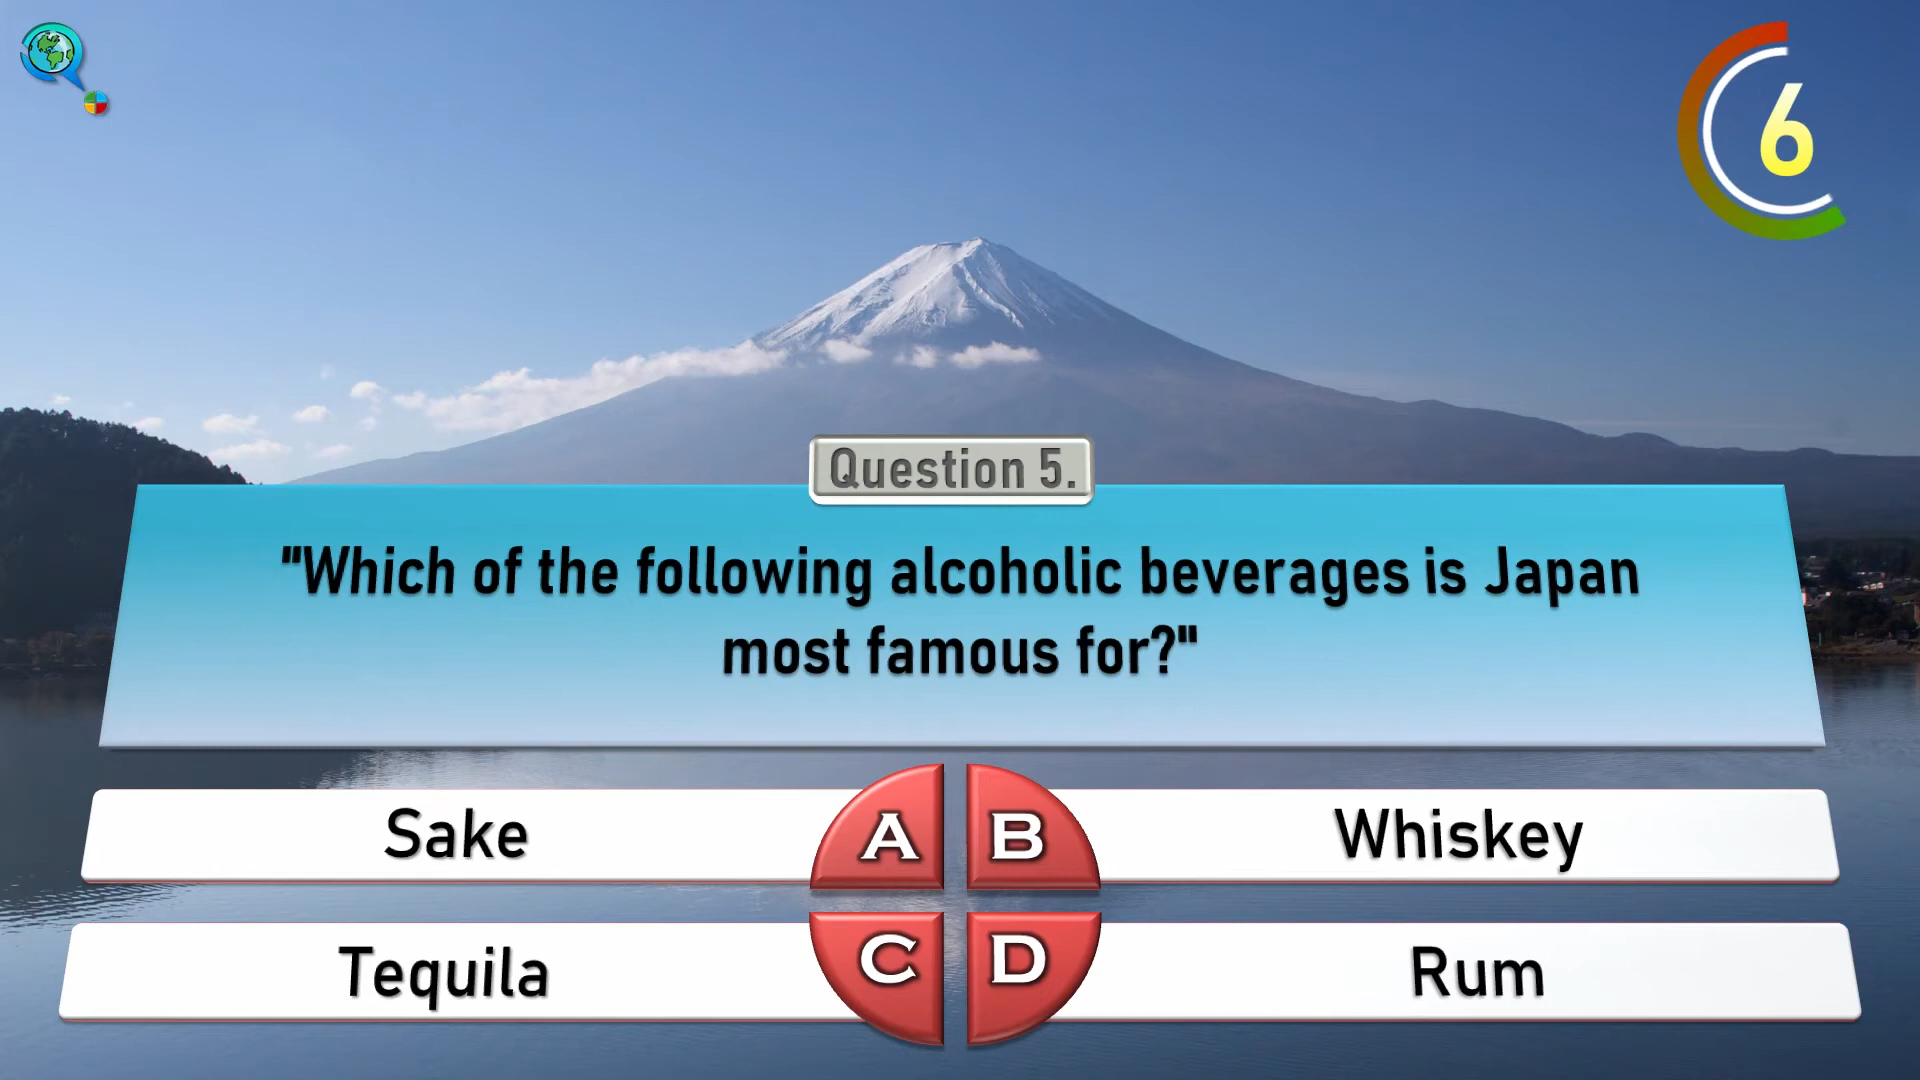 6
Question 5.
"Which of the following alcoholic beverages is Japan
most famous for?"
Sake
A
B
Whiskey
Tequila
C
D
Rum